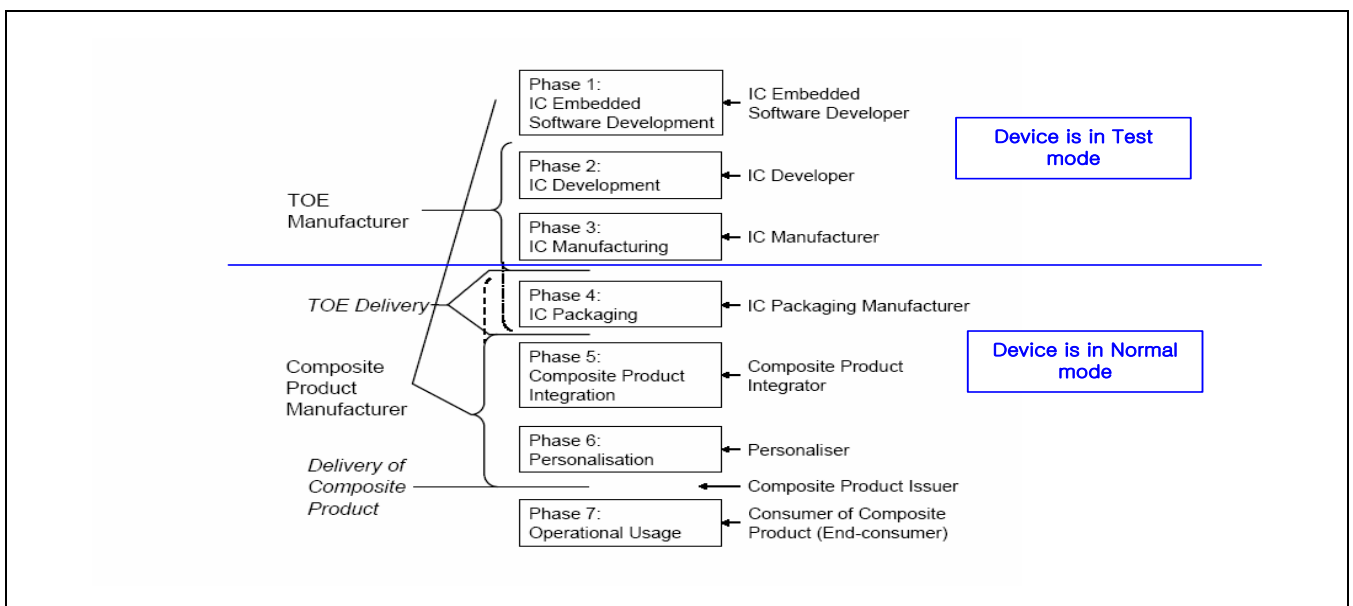 Phase 1:
IC Embedded
Software Development
IC Embedded
Software Developer
Device is in Test
mode
Phase 2:
IC Development
IC Developer
TOE
Manufacturer
Phase 3:
IC Manufacturing
IC Manufacturer
TOE Delivery
Phase 4:
IC Packaging
IC Packaging Manufacturer
Device is in Normal
mode
Composite
Product
Manufacturer
Phase 5:
Composite Product
Integration
Composite Product
Integrator
Phase 6:
Personalisation
Personaliser
Delivery of
Composite
Product
Composite Product Issuer
Phase 7:
Operational Usage
Consumer of Composite
Product (End-consumer)